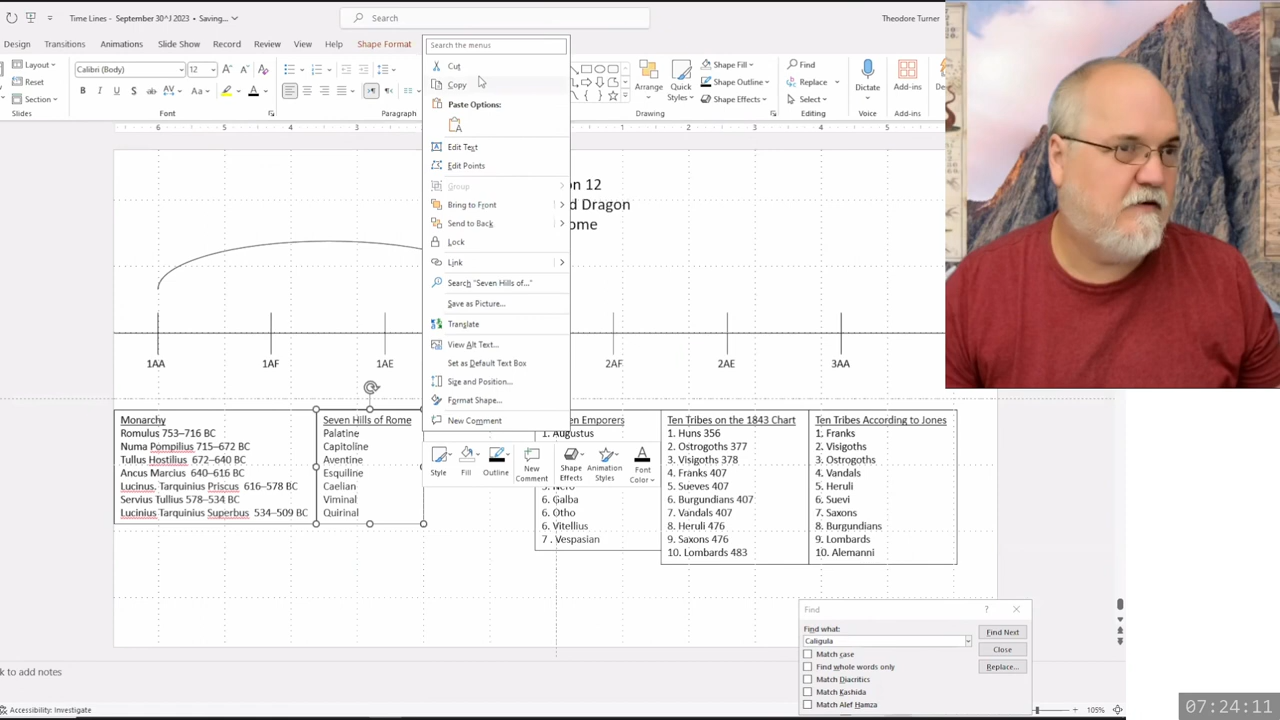 Time Lines - September 30^J 2023 • Saving...
Search
Theodore Turner
Design Transitions Animations Slide Show Record Review View Help Shape Format
Layout
Reset
Section
Slides
Calibri (Body) 12
Font
Paragraph
Arrange
Quick
Styles
Shape Fill
Shape Outline
Shape Effects
Drawing
Find
Replace
Select
Editing
Dictate
Voice
Add-ins
Add-ins
Search the menus
Cut
Copy
Paste Options:
Edit Text
Edit Points
Group
Bring to Front
Send to Back
Lock
Link
Search "Seven Hills of..."
Save as Picture...
Translate
View Alt Text...
Set as Default Text Box
Size and Position...
Format Shape...
New Comment
Style Fill Outline New Comment Shape Effects Animation Styles Font Color
6 5 4 3 1 2 3 4
on 12
d Dragon
ome
1AA 1AF 1AE 2AF 2AE 3AA
Monarchy
Romulus 753–716 BC
Numa Pompilius 715–672 BC
Tullus Hostilius 672–640 BC
Ancus Marcius 640–616 BC
Lucinus. Tarquinius Priscus 616–578 BC
Servius Tullius 578–534 BC
Lucinius Tarquinius Superbus 534–509 BC
Seven Hills of Rome
Palatine
Capitoline
Aventine
Esquiline
Caelian
Viminal
Quirinal
en Emporers
1. Augustus
5. Nero
6. Galba
6. Otho
6. Vitellius
7 . Vespasian
Ten Tribes on the 1843 Chart
1. Huns 356
2. Ostrogoths 377
3. Visigoths 378
4. Franks 407
5. Sueves 407
6. Burgundians 407
7. Vandals 407
8. Heruli 476
9. Saxons 476
10. Lombards 483
Ten Tribes According to Jones
1. Franks
2. Visigoths
3. Ostrogoths
4. Vandals
5. Heruli
6. Suevi
7. Saxons
8. Burgundians
9. Lombards
10. Alemanni
Find
Find what:
Caligula
Match case
Find whole words only
Match Diacritics
Match Kashida
Match Alef Hamza
Find Next
Close
Replace...
k to add notes
Accessibility: Investigate
105%
07:24:11